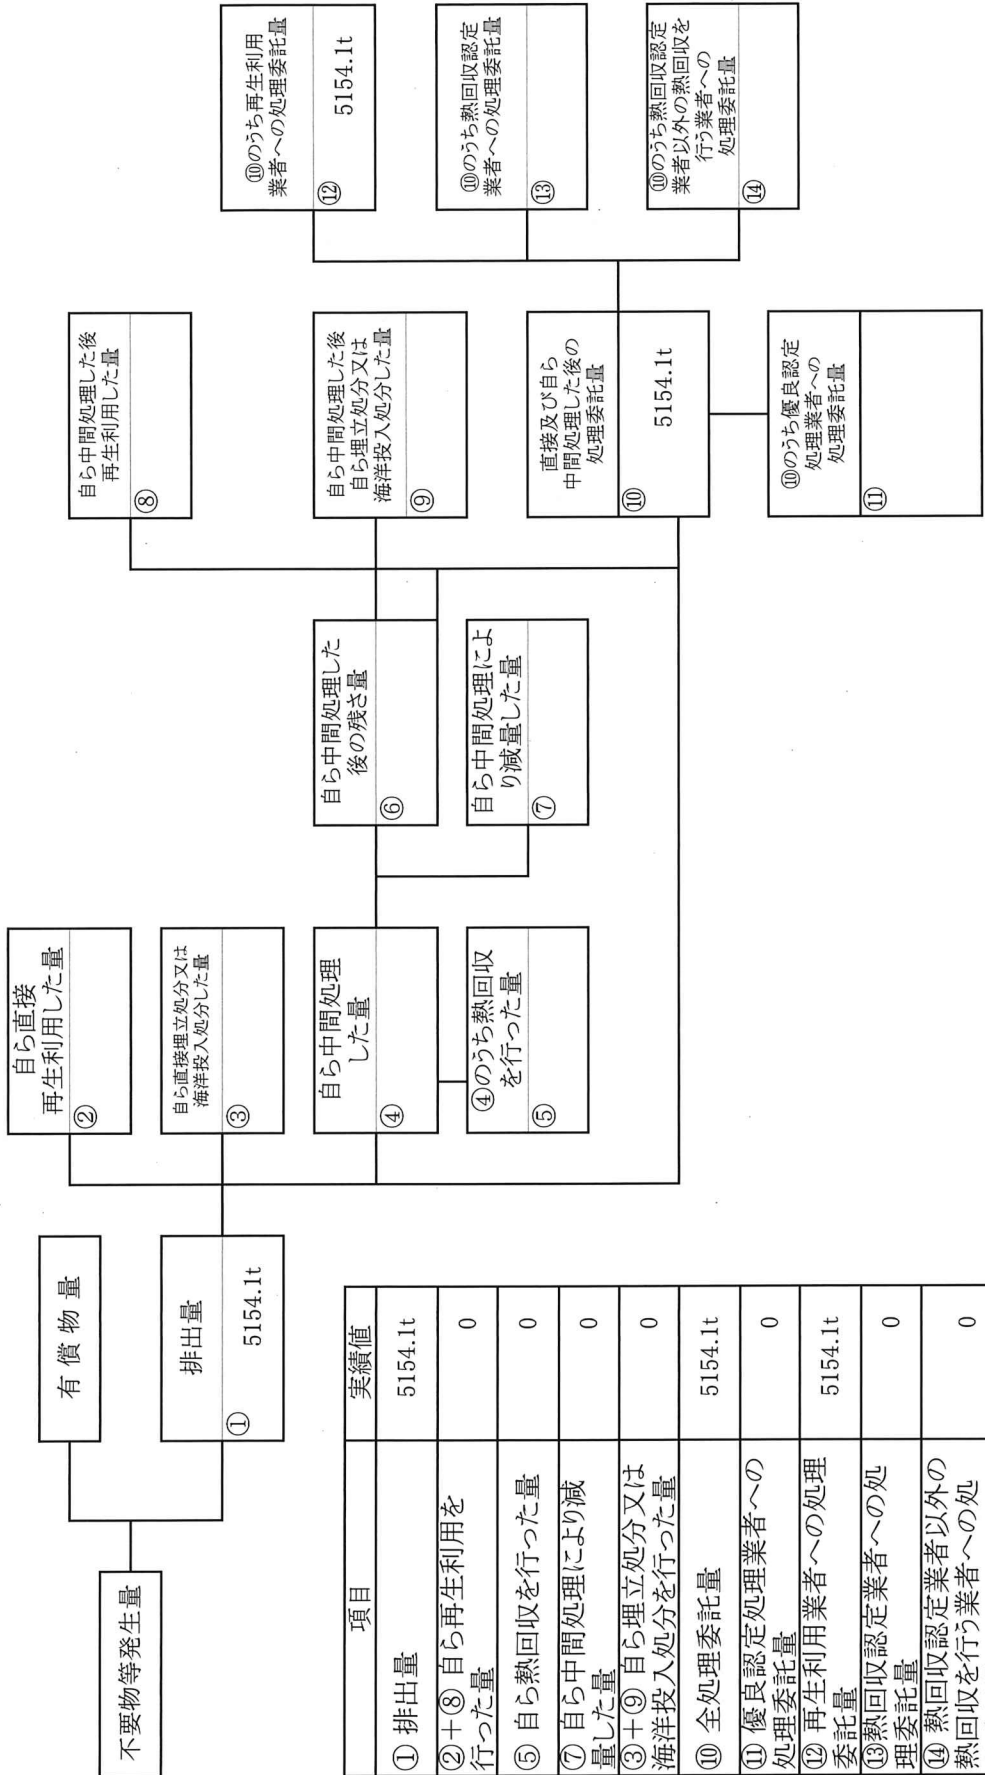 不要物等発生量
有 償 物 量
排出量
①
5154.1t
自ら直接
再生利用した量
②
自ら直接埋立処分又は
海洋投入処分した量
③
自ら中間処理
した量
④
④のうち熱回収
を行った量
⑤
自ら中間処理した
後の残さ量
⑥
自ら中間処理によ
り減量した量
⑦
自ら中間処理した後
再生利用した量
⑧
自ら中間処理した後
自ら埋立処分又は
海洋投入処分した量
⑨
直接及び自ら
中間処理した後の
処理委託量
⑩
5154.1t
⑩のうち優良認定
処理業者への
処理委託量
⑪
⑩のうち再生利用
業者への処理委託量
⑫
5154.1t
⑩のうち熱回収認定
業者への処理委託量
⑬
⑩のうち熱回収認定
業者以外の熱回収を
行う業者への
処理委託量
⑭
項目 実績値
① 排出量 5154.1t
②+⑧ 自ら再生利用を
行った量 0
⑤ 自ら熱回収を行った量 0
⑦ 自ら中間処理により減
量した量 0
③+⑨ 自ら埋立処分又は
海洋投入処分を行った量 0
⑩ 全処理委託量 5154.1t
⑪ 優良認定処理業者への
処理委託量 0
⑫ 再生利用業者への処理
委託量 5154.1t
⑬熱回収認定業者への処
理委託量 0
⑭ 熱回収認定業者以外の
熱回収を行う業者への処 0